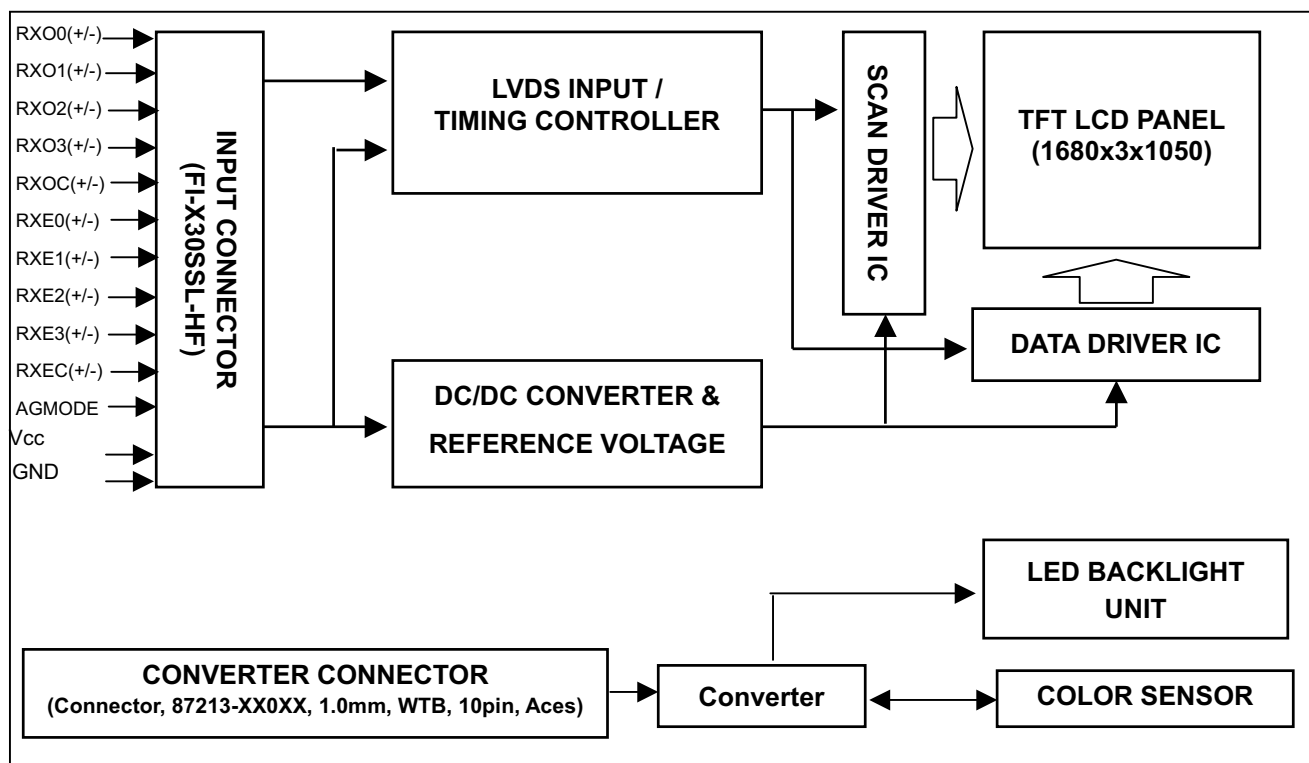 RXO0(+/-)
RXO1(+/-)
RXO2(+/-)
RXO3(+/-)
RXOC(+/-)
RXE0(+/-)
RXE1(+/-)
RXE2(+/-)
RXE3(+/-)
RXEC(+/-)
AGMODE
Vcc
GND
INPUT CONNECTOR
(FI-X30SSL-HF)
LVDS INPUT /
TIMING CONTROLLER
SCAN DRIVER IC
TFT LCD PANEL
(1680x3x1050)
DATA DRIVER IC
DC/DC CONVERTER &
REFERENCE VOLTAGE
LED BACKLIGHT
UNIT
CONVERTER CONNECTOR
(Connector, 87213-XX0XX, 1.0mm, WTB, 10pin, Aces)
Converter
COLOR SENSOR